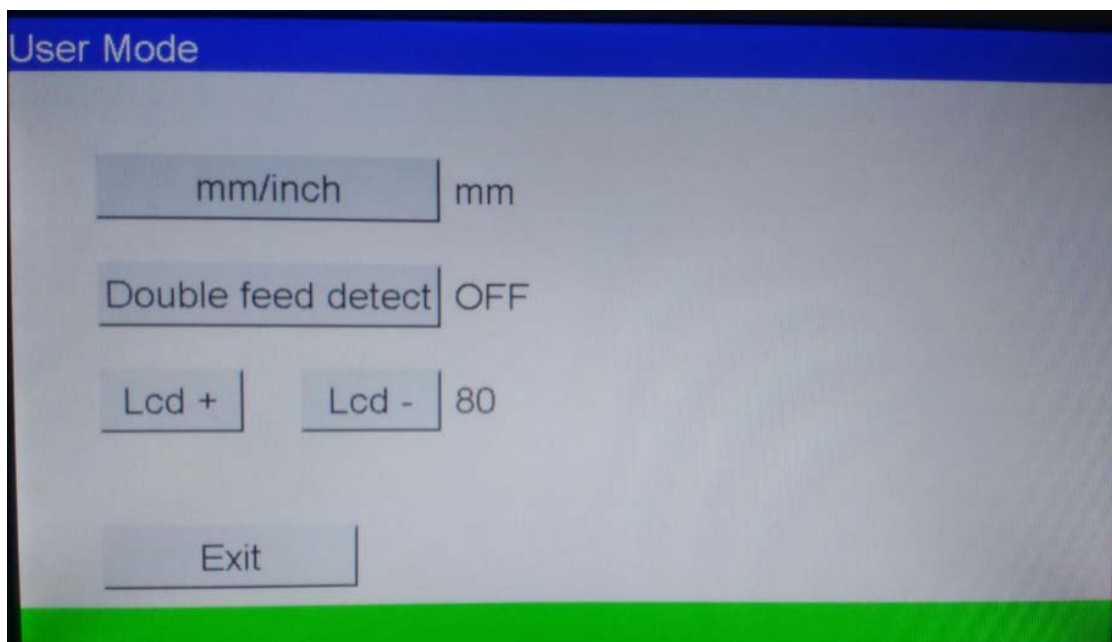 User Mode
mm/inch mm
Double feed detect OFF
Lcd + Lcd - 80
Exit